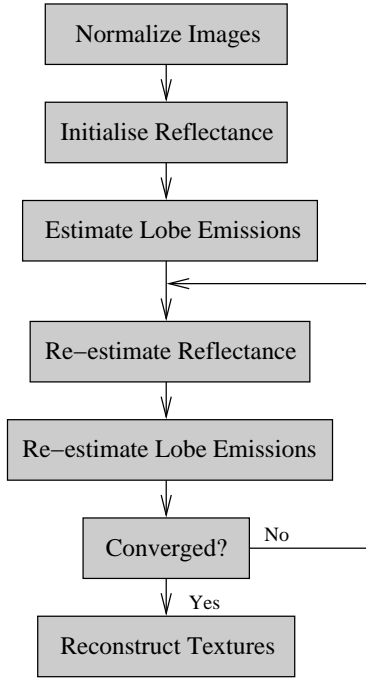 Normalize Images
Initialise Reflectance
Estimate Lobe Emissions
Re−estimate Reflectance
Re−estimate Lobe Emissions
Converged?
No
Yes
Reconstruct Textures